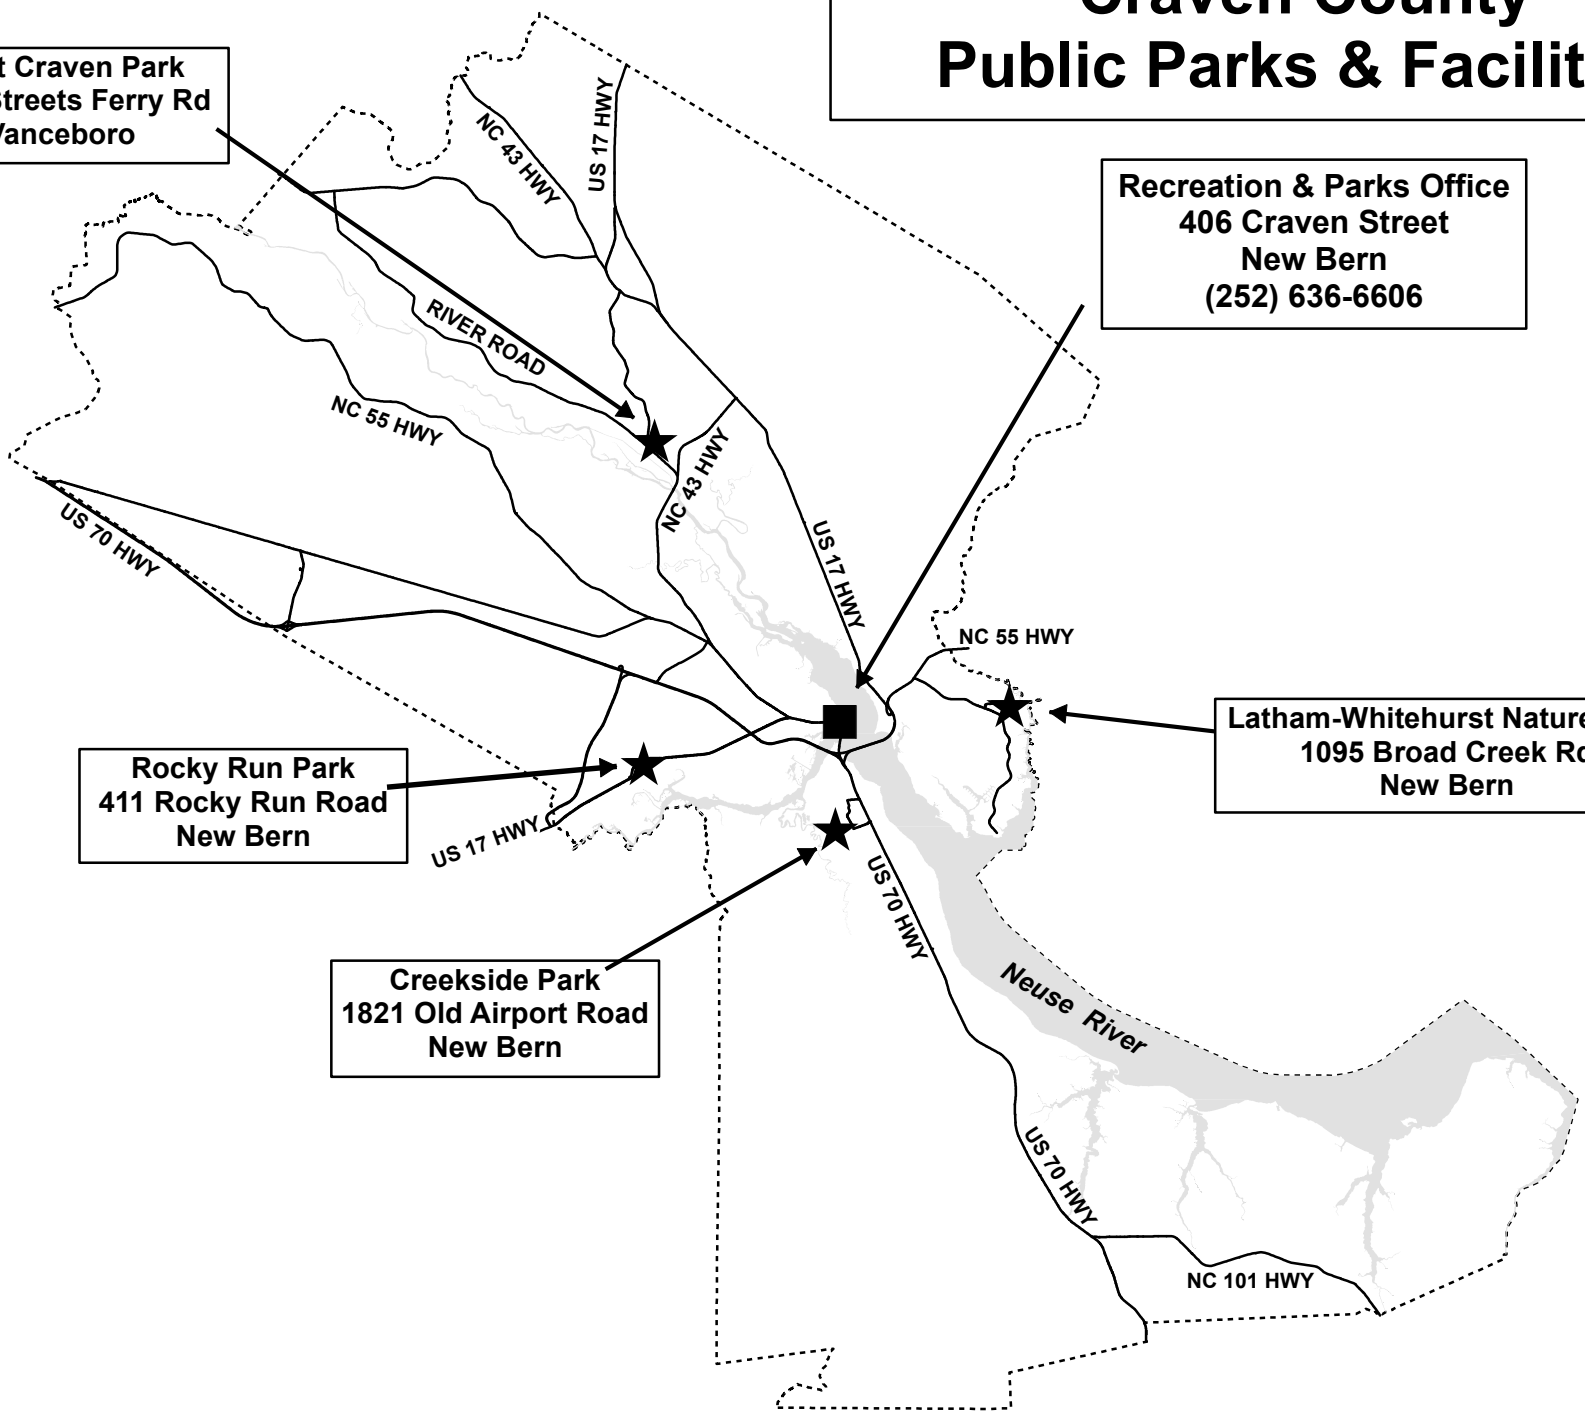 Craven County
Public Parks & Facilit
t Craven Park
Streets Ferry Rd
Vanceboro
Recreation & Parks Office
406 Craven Street
New Bern
(252) 636-6606
NC 43 HWY
US 17 HWY
RIVER ROAD
NC 55 HWY
NC 43 HWY
US 70 HWY
US 17 HWY
NC 55 HWY
Latham-Whitehurst Nature
1095 Broad Creek Rd
New Bern
Rocky Run Park
411 Rocky Run Road
New Bern
US 17 HWY
US 70 HWY
Creekside Park
1821 Old Airport Road
New Bern
Neuse River
US 70 HWY
NC 101 HWY